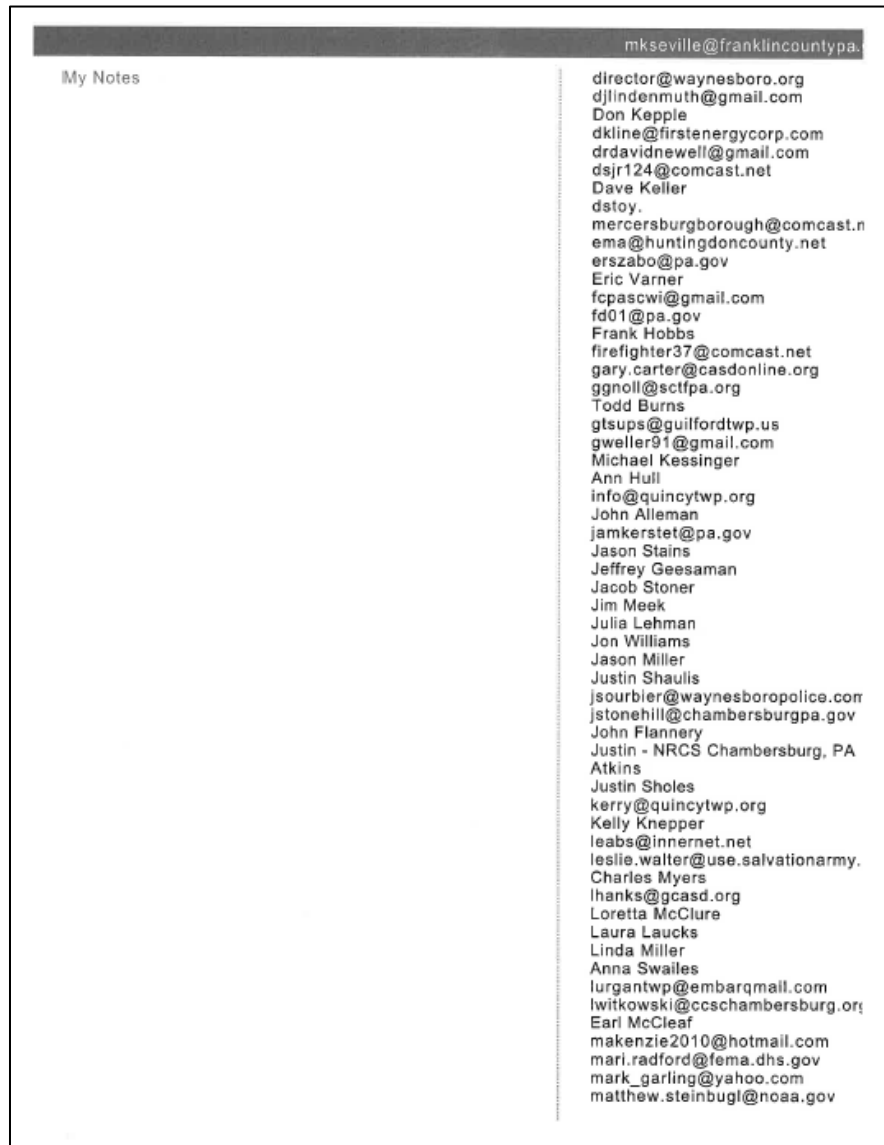 mkseville@franklincountypa.
My Notes
director@waynesboro.org
djlindenmuth@gmail.com
Don Kepple
dkline@firstenergycorp.com
drdavidnewell@gmail.com
dsjr124@comcast.net
Dave Keller
dstoy.
mercersburgborough@comcast.n
ema@huntingdoncounty.net
erszabo@pa.gov
Eric Varner
fcpascwi@gmail.com
fd01@pa.gov
Frank Hobbs
firefighter37@comcast.net
gary.carter@casdonline.org
ggnoll@sctfpa.org
Todd Burns
gtsups@guilfordtwp.us
gweller91@gmail.com
Michael Kessinger
Ann Hull
info@quincytwp.org
John Alleman
jamkerstet@pa.gov
Jason Stains
Jeffrey Geesaman
Jacob Stoner
Jim Meek
Julia Lehman
Jon Williams
Jason Miller
Justin Shaulis
jsourbier@waynesboropolice.com
jstonehill@chambersburgpa.gov
John Flannery
Justin - NRCS Chambersburg, PA
Atkins
Justin Sholes
kerry@quincytwp.org
Kelly Knepper
leabs@innernet.net
leslie.walter@use.salvationarmy.
Charles Myers
lhanks@gcasd.org
Loretta McClure
Laura Laucks
Linda Miller
Anna Swailes
lurgantwp@embarqmail.com
lwitkowski@ccschambersburg.org
Earl McCleaf
makenzie2010@hotmail.com
mari.radford@fema.dhs.gov
mark_garling@yahoo.com
matthew.steinbugl@noaa.gov